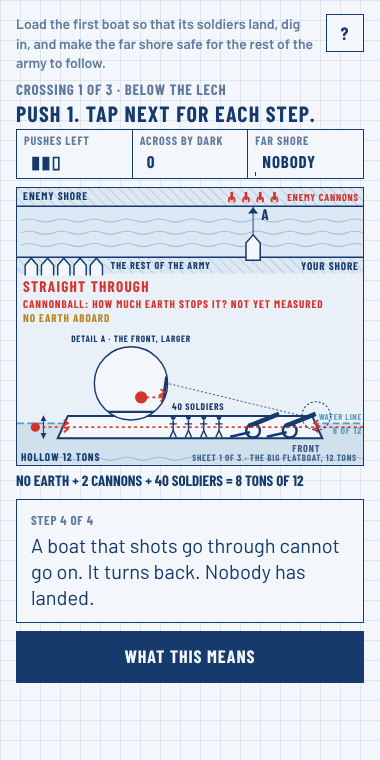 Load the first boat so that its soldiers land, dig
in, and make the far shore safe for the rest of the
army to follow.
?
CROSSING 1 OF 3 · BELOW THE LECH
PUSH 1. TAP NEXT FOR EACH STEP.
PUSHES LEFT
ACROSS BY DARK
0
FAR SHORE
NOBODY
ENEMY SHORE
ENEMY CANNONS
A
THE REST OF THE ARMY
YOUR SHORE
STRAIGHT THROUGH
CANNONBALL: HOW MUCH EARTH STOPS IT? NOT YET MEASURED
NO EARTH ABOARD
DETAIL A · THE FRONT, LARGER
40 SOLDIERS
WATER LINE
8 OF 12
FRONT
HOLLOW 12 TONS
SHEET 1 OF 3 · THE BIG FLATBOAT, 12 TONS
NO EARTH + 2 CANNONS + 40 SOLDIERS = 8 TONS OF 12
STEP 4 OF 4
A boat that shots go through cannot
go on. It turns back. Nobody has
landed.
WHAT THIS MEANS